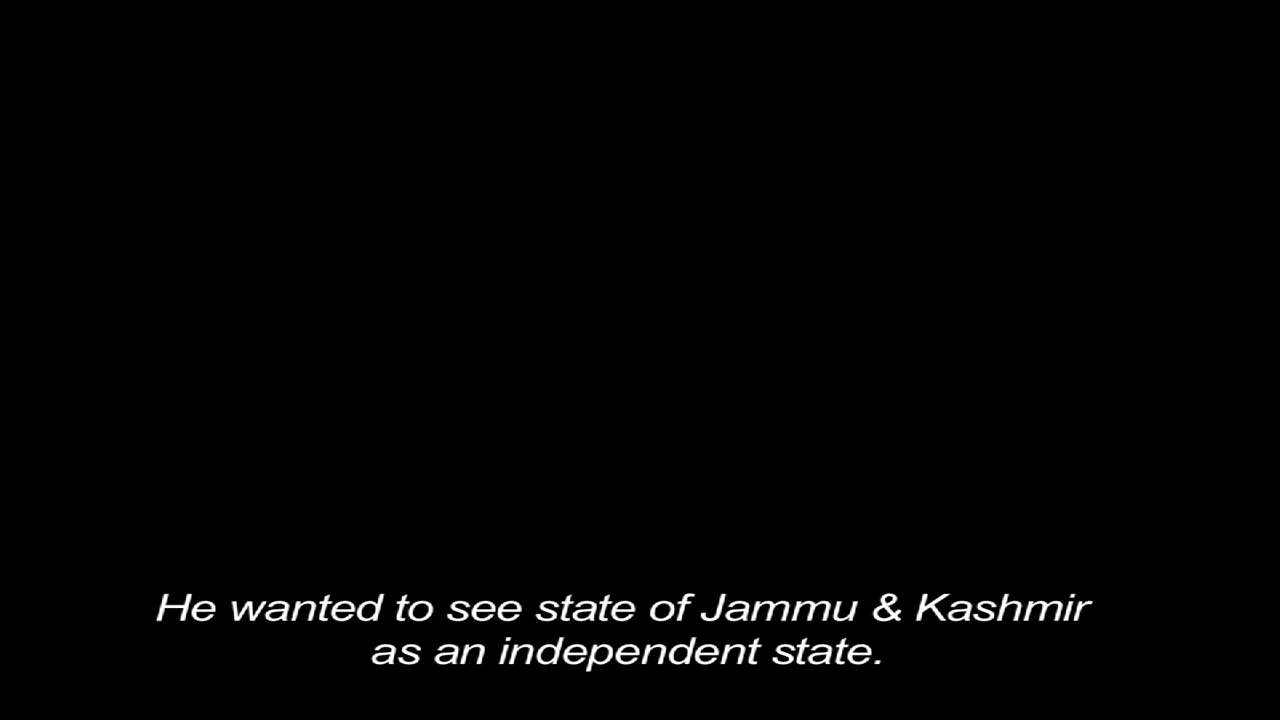 He wanted to see state of Jammu & Kashmir
as an independent state.